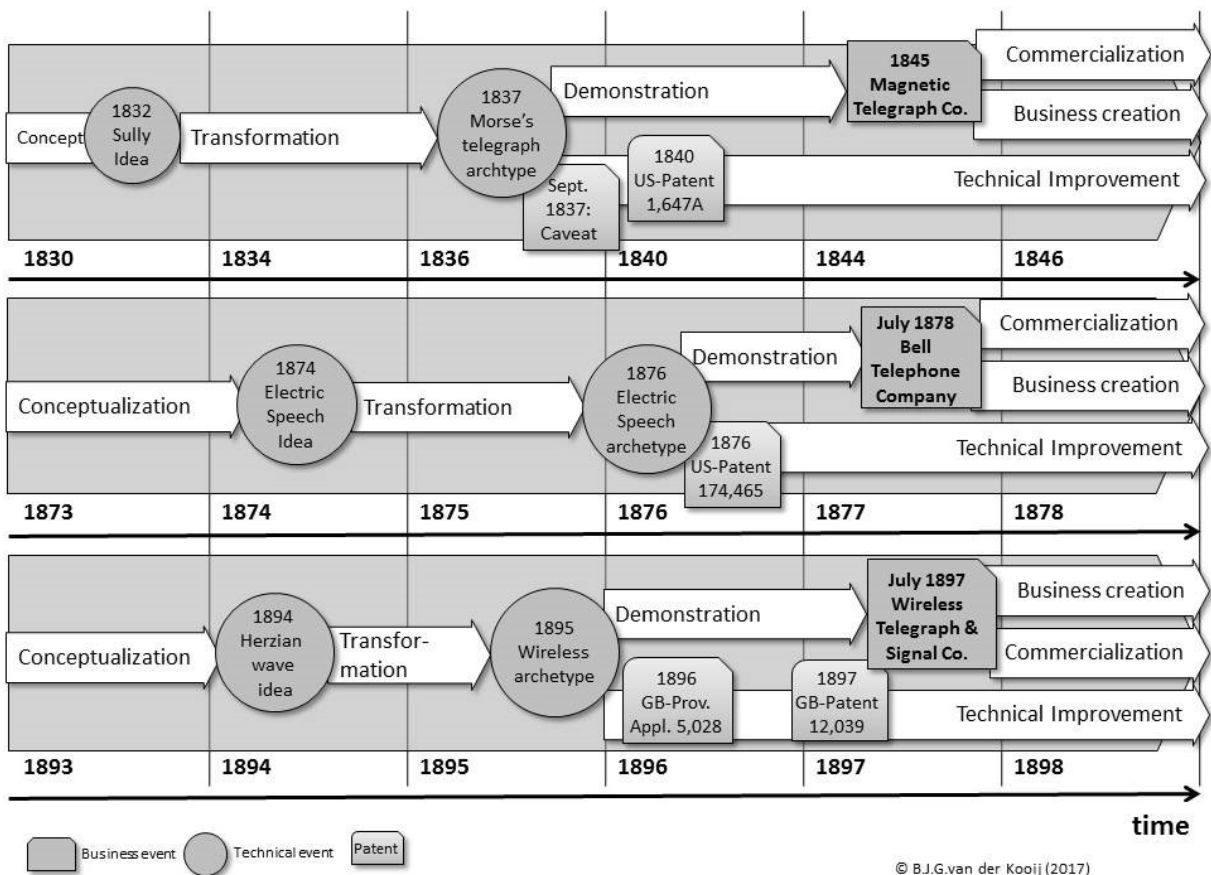 Concept
1832
Sully
Idea
Transformation
1837
Morse's
telegraph
archtype
Demonstration
Sept.
1837:
Caveat
1840
US-Patent
1,647A
1845
Magnetic
Telegraph Co.
Commercialization
Business creation
Technical Improvement
1830 1834 1836 1840 1844 1846
Conceptualization
1874
Electric
Speech
Idea
Transformation
1876
Electric
Speech
archetype
Demonstration
1876
US-Patent
174,465
July 1878
Bell
Telephone
Company
Commercialization
Business creation
Technical Improvement
1873 1874 1875 1876 1877 1878
Conceptualization
1894
Herzian
wave
idea
Transfor-
mation
1895
Wireless
archetype
Demonstration
1896
GB-Prov.
Appl. 5,028
1897
GB-Patent
12,039
July 1897
Wireless
Telegraph &
Signal Co.
Business creation
Commercialization
Technical Improvement
1893 1894 1895 1896 1897 1898
time
Business event
Technical event
Patent
© B.J.G.van der Kooij (2017)